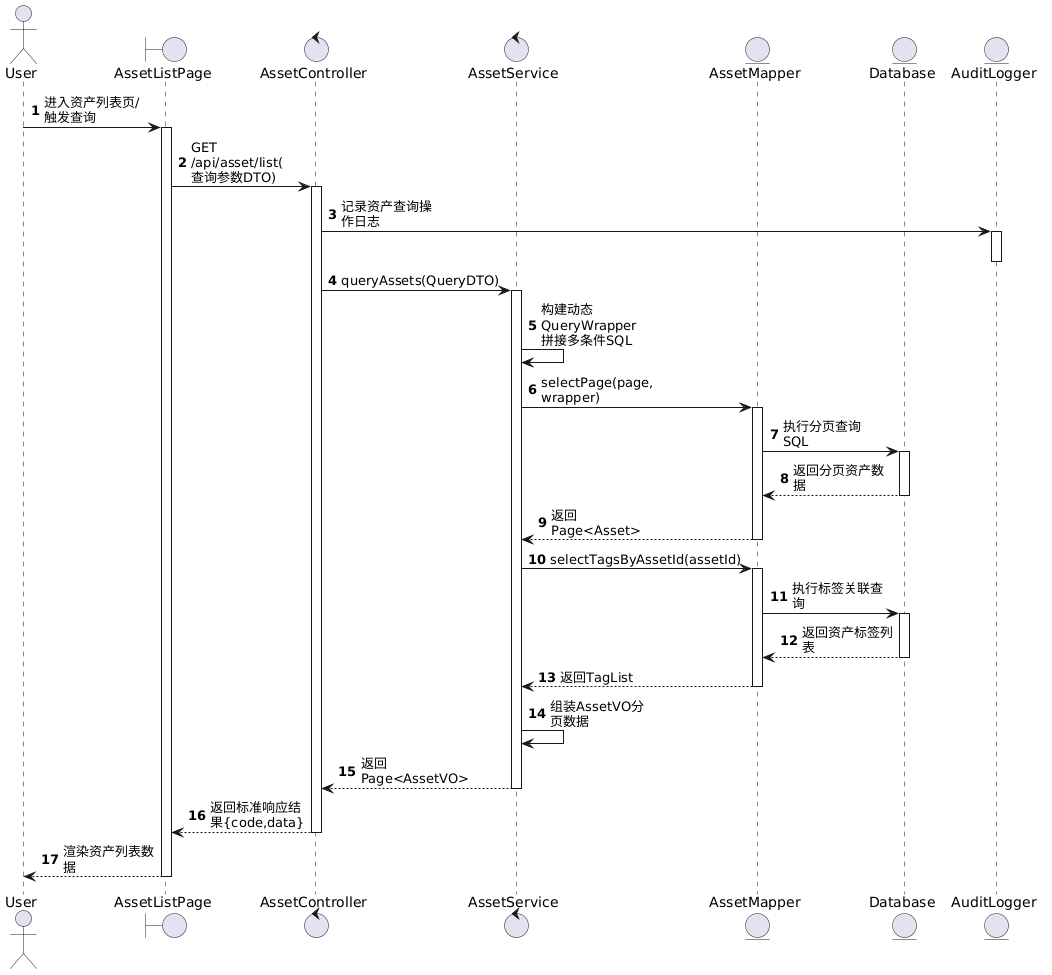 User
AssetListPage
AssetController
AssetService
AssetMapper
Database
AuditLogger
1 进入资产列表页/
触发查询
2 GET
/api/asset/list(
查询参数DTO)
3 记录资产查询操
作日志
4 queryAssets(QueryDTO)
5 构建动态
QueryWrapper
拼接多条件SQL
6 selectPage(page,
wrapper)
7 执行分页查询
SQL
8 返回分页资产数
据
9 返回
Page<Asset>
10 selectTagsByAssetId(assetId)
11 执行标签关联查
询
12 返回资产标签列
表
13 返回TagList
14 组装AssetVO分
页数据
15 返回
Page<AssetVO>
16 返回标准响应结
果{code,data}
17 渲染资产列表数
据
User
AssetListPage
AssetController
AssetService
AssetMapper
Database
AuditLogger